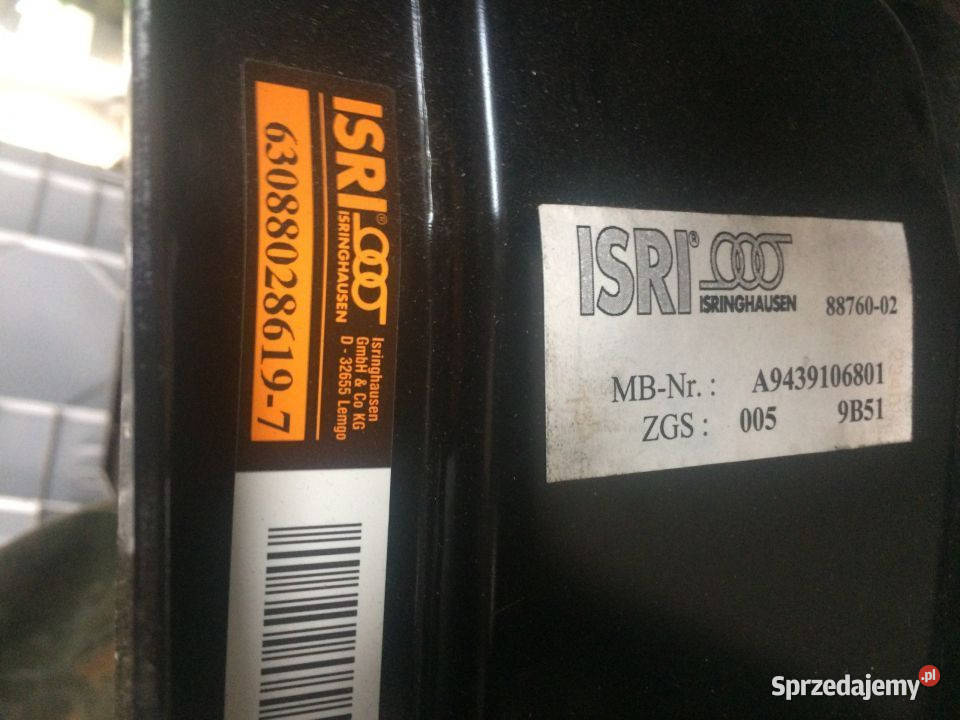 ISRI®
ISRINGHAUSEN
Isringhausen
GmbH & Co KG
D - 32655 Lemgo
63088028619-7
ISRI®
ISRINGHAUSEN
88760-02
MB-Nr. : A9439106801
ZGS : 005 9B51
Sprzedajemy.pl